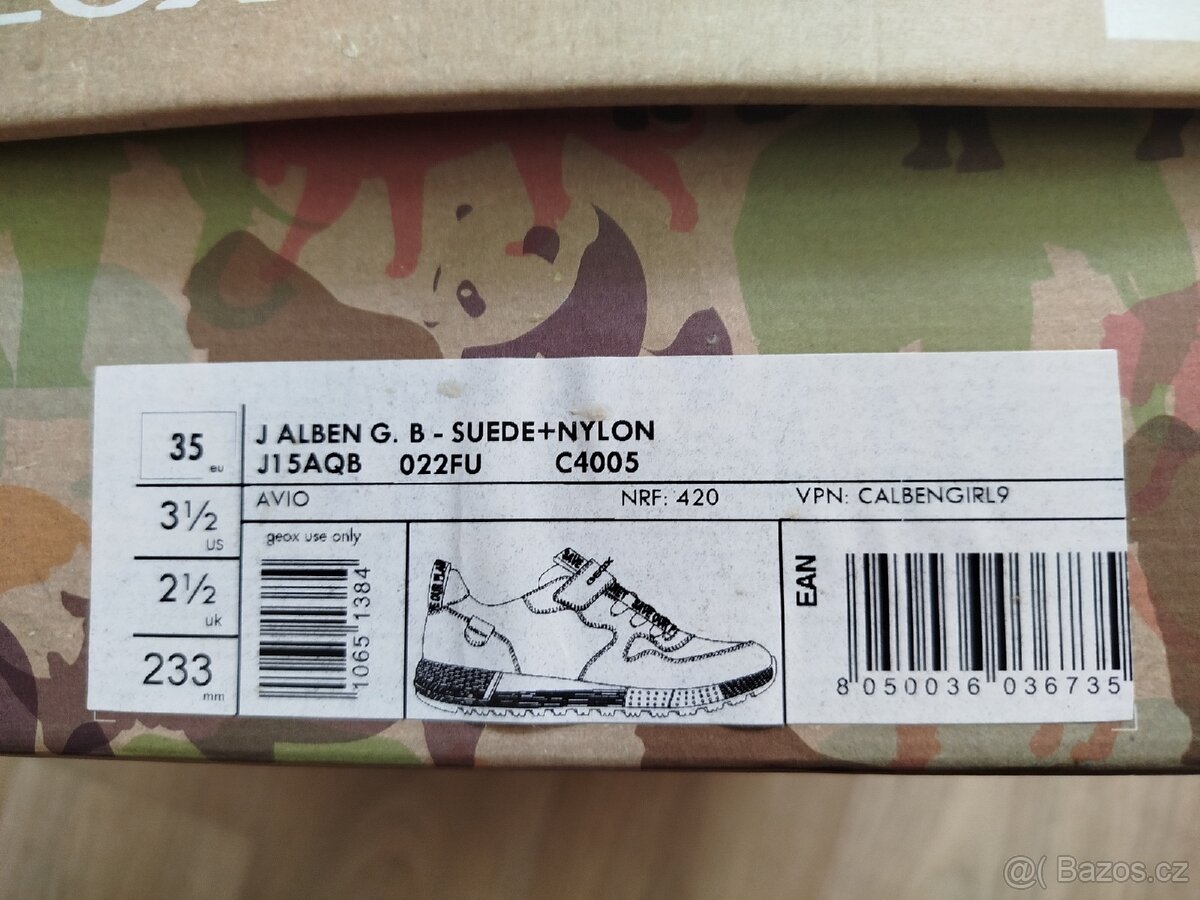 35 eu
3½ US
2½ uk
233 mm
J ALBEN G. B - SUEDE+NYLON
J15AQB 022FU C4005
AVIO NRF: 420 VPN: CALBENGIRL9
geox use only
1065 1384
GEOX
EAN
8 050036 036735
@( Bazos.cz